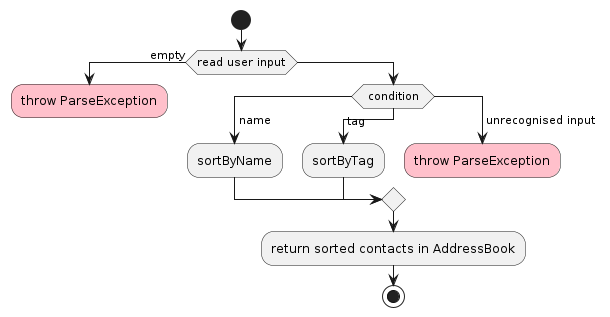 empty
read user input
throw ParseException
condition
name
tag
unrecognised input
sortByName
sortByTag
throw ParseException
return sorted contacts in AddressBook